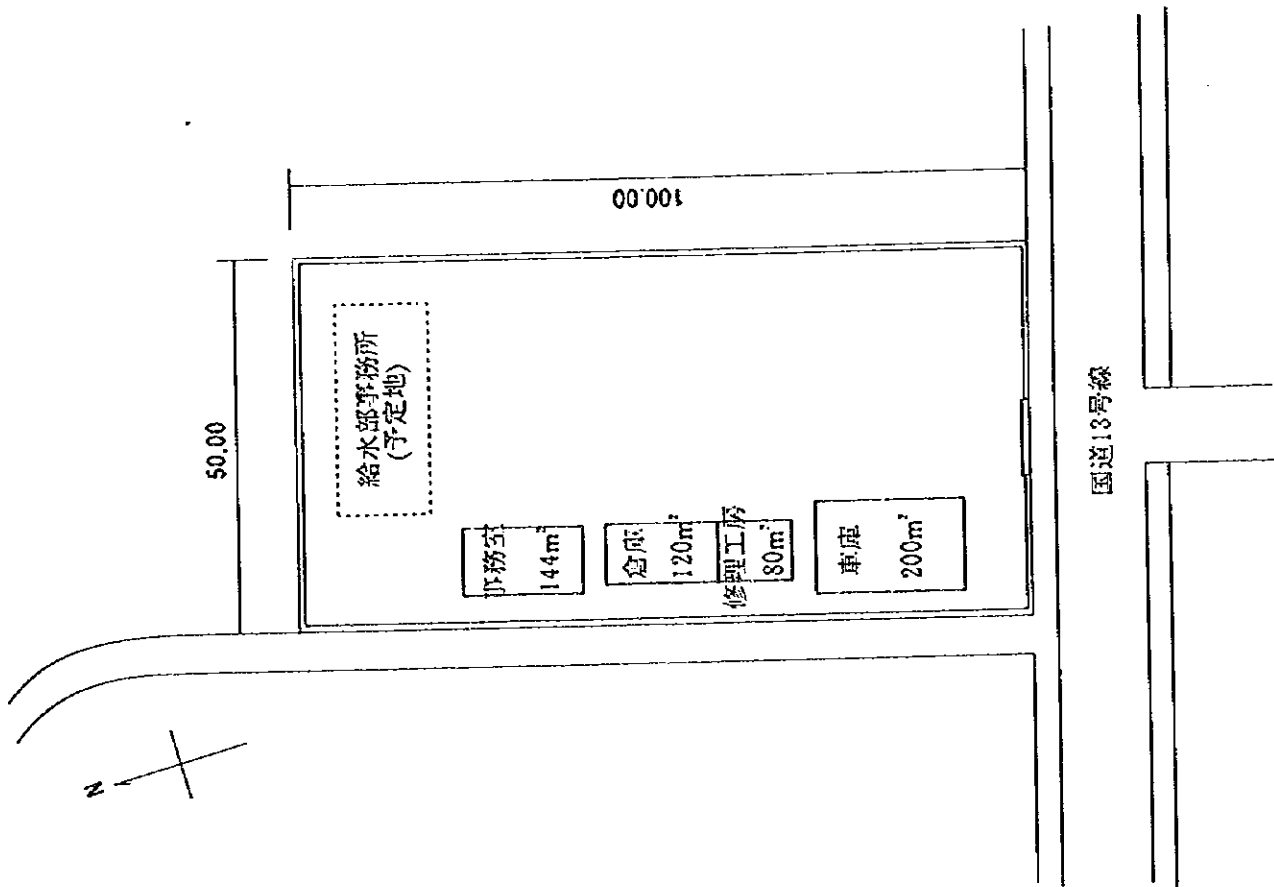 50.00
100.00
給水部事務所
(予定地)
事務室
144m²
倉庫
120m²
修理工房
80m²
車庫
200m²
国道13号線
N